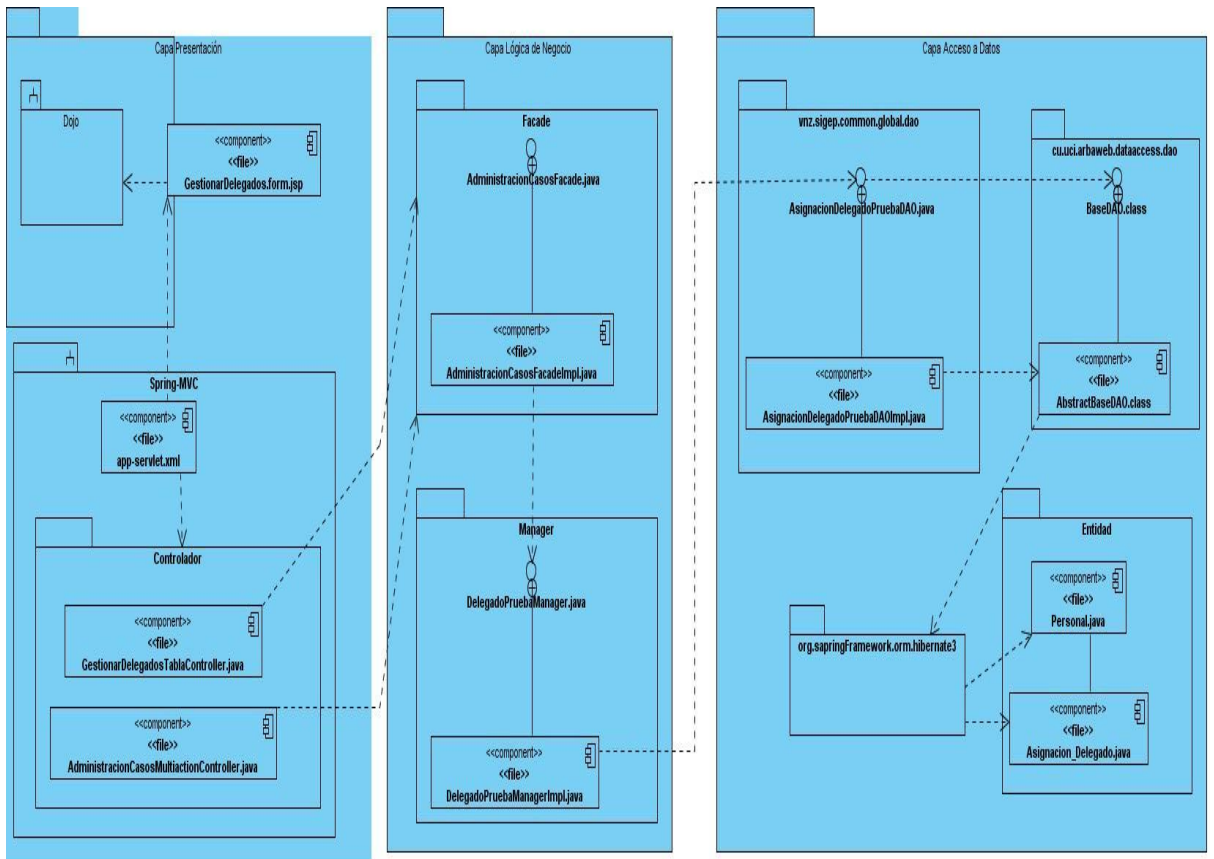 Capa Presentación
Dojo
<<component>>
<<file>>
GestionarDelegados.form.jsp
Spring-MVC
<<component>>
<<file>>
app-servlet.xml
Controlador
<<component>>
<<file>>
GestionarDelegadosTablaController.java
<<component>>
<<file>>
AdministracionCasosMultiactionController.java
Capa Lógica de Negocio
Facade
AdministracionCasosFacade.java
<<component>>
<<file>>
AdministracionCasosFacadeImpl.java
Manager
DelegadoPruebaManager.java
<<component>>
<<file>>
DelegadoPruebaManagerImpl.java
Capa Acceso a Datos
vnz.sigep.common.global.dao
AsignacionDelegadoPruebaDAO.java
<<component>>
<<file>>
AsignacionDelegadoPruebaDAOImpl.java
cu.uci.arbaweb.dataaccess.dao
BaseDAO.class
<<component>>
<<file>>
AbstractBaseDAO.class
org.sapringFramework.orm.hibernate3
Entidad
<<component>>
<<file>>
Personal.java
<<component>>
<<file>>
Asignacion_Delegado.java